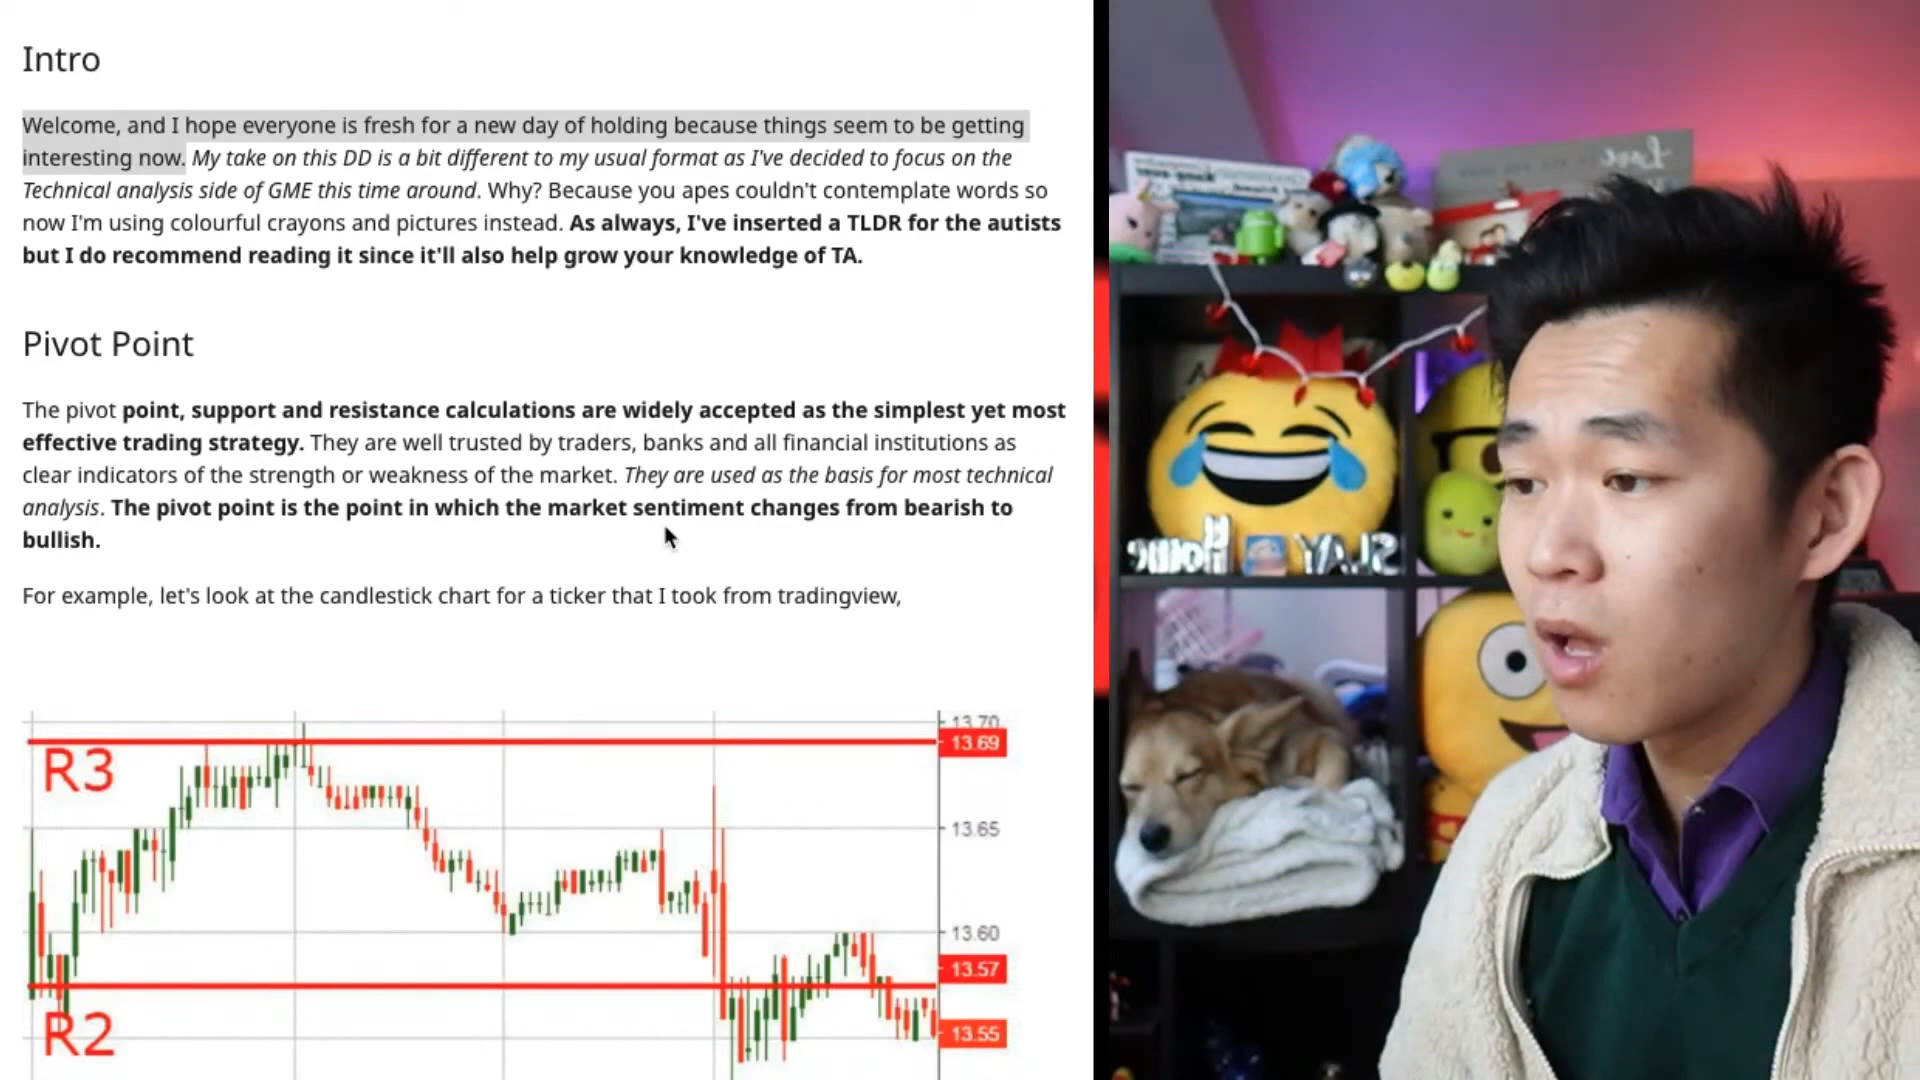 Intro
Welcome, and I hope everyone is fresh for a new day of holding because things seem to be getting
interesting now. My take on this DD is a bit different to my usual format as I've decided to focus on the
Technical analysis side of GME this time around. Why? Because you apes couldn't contemplate words so
now I'm using colourful crayons and pictures instead. As always, I've inserted a TLDR for the autists
but I do recommend reading it since it'll also help grow your knowledge of TA.
Pivot Point
The pivot point, support and resistance calculations are widely accepted as the simplest yet most
effective trading strategy. They are well trusted by traders, banks and all financial institutions as
clear indicators of the strength or weakness of the market. They are used as the basis for most technical
analysis. The pivot point is the point in which the market sentiment changes from bearish to
bullish.
For example, let's look at the candlestick chart for a ticker that I took from tradingview,
13.70
R3
13.69
13.65
13.60
13.57
R2
13.55
Love
Home
SLAY